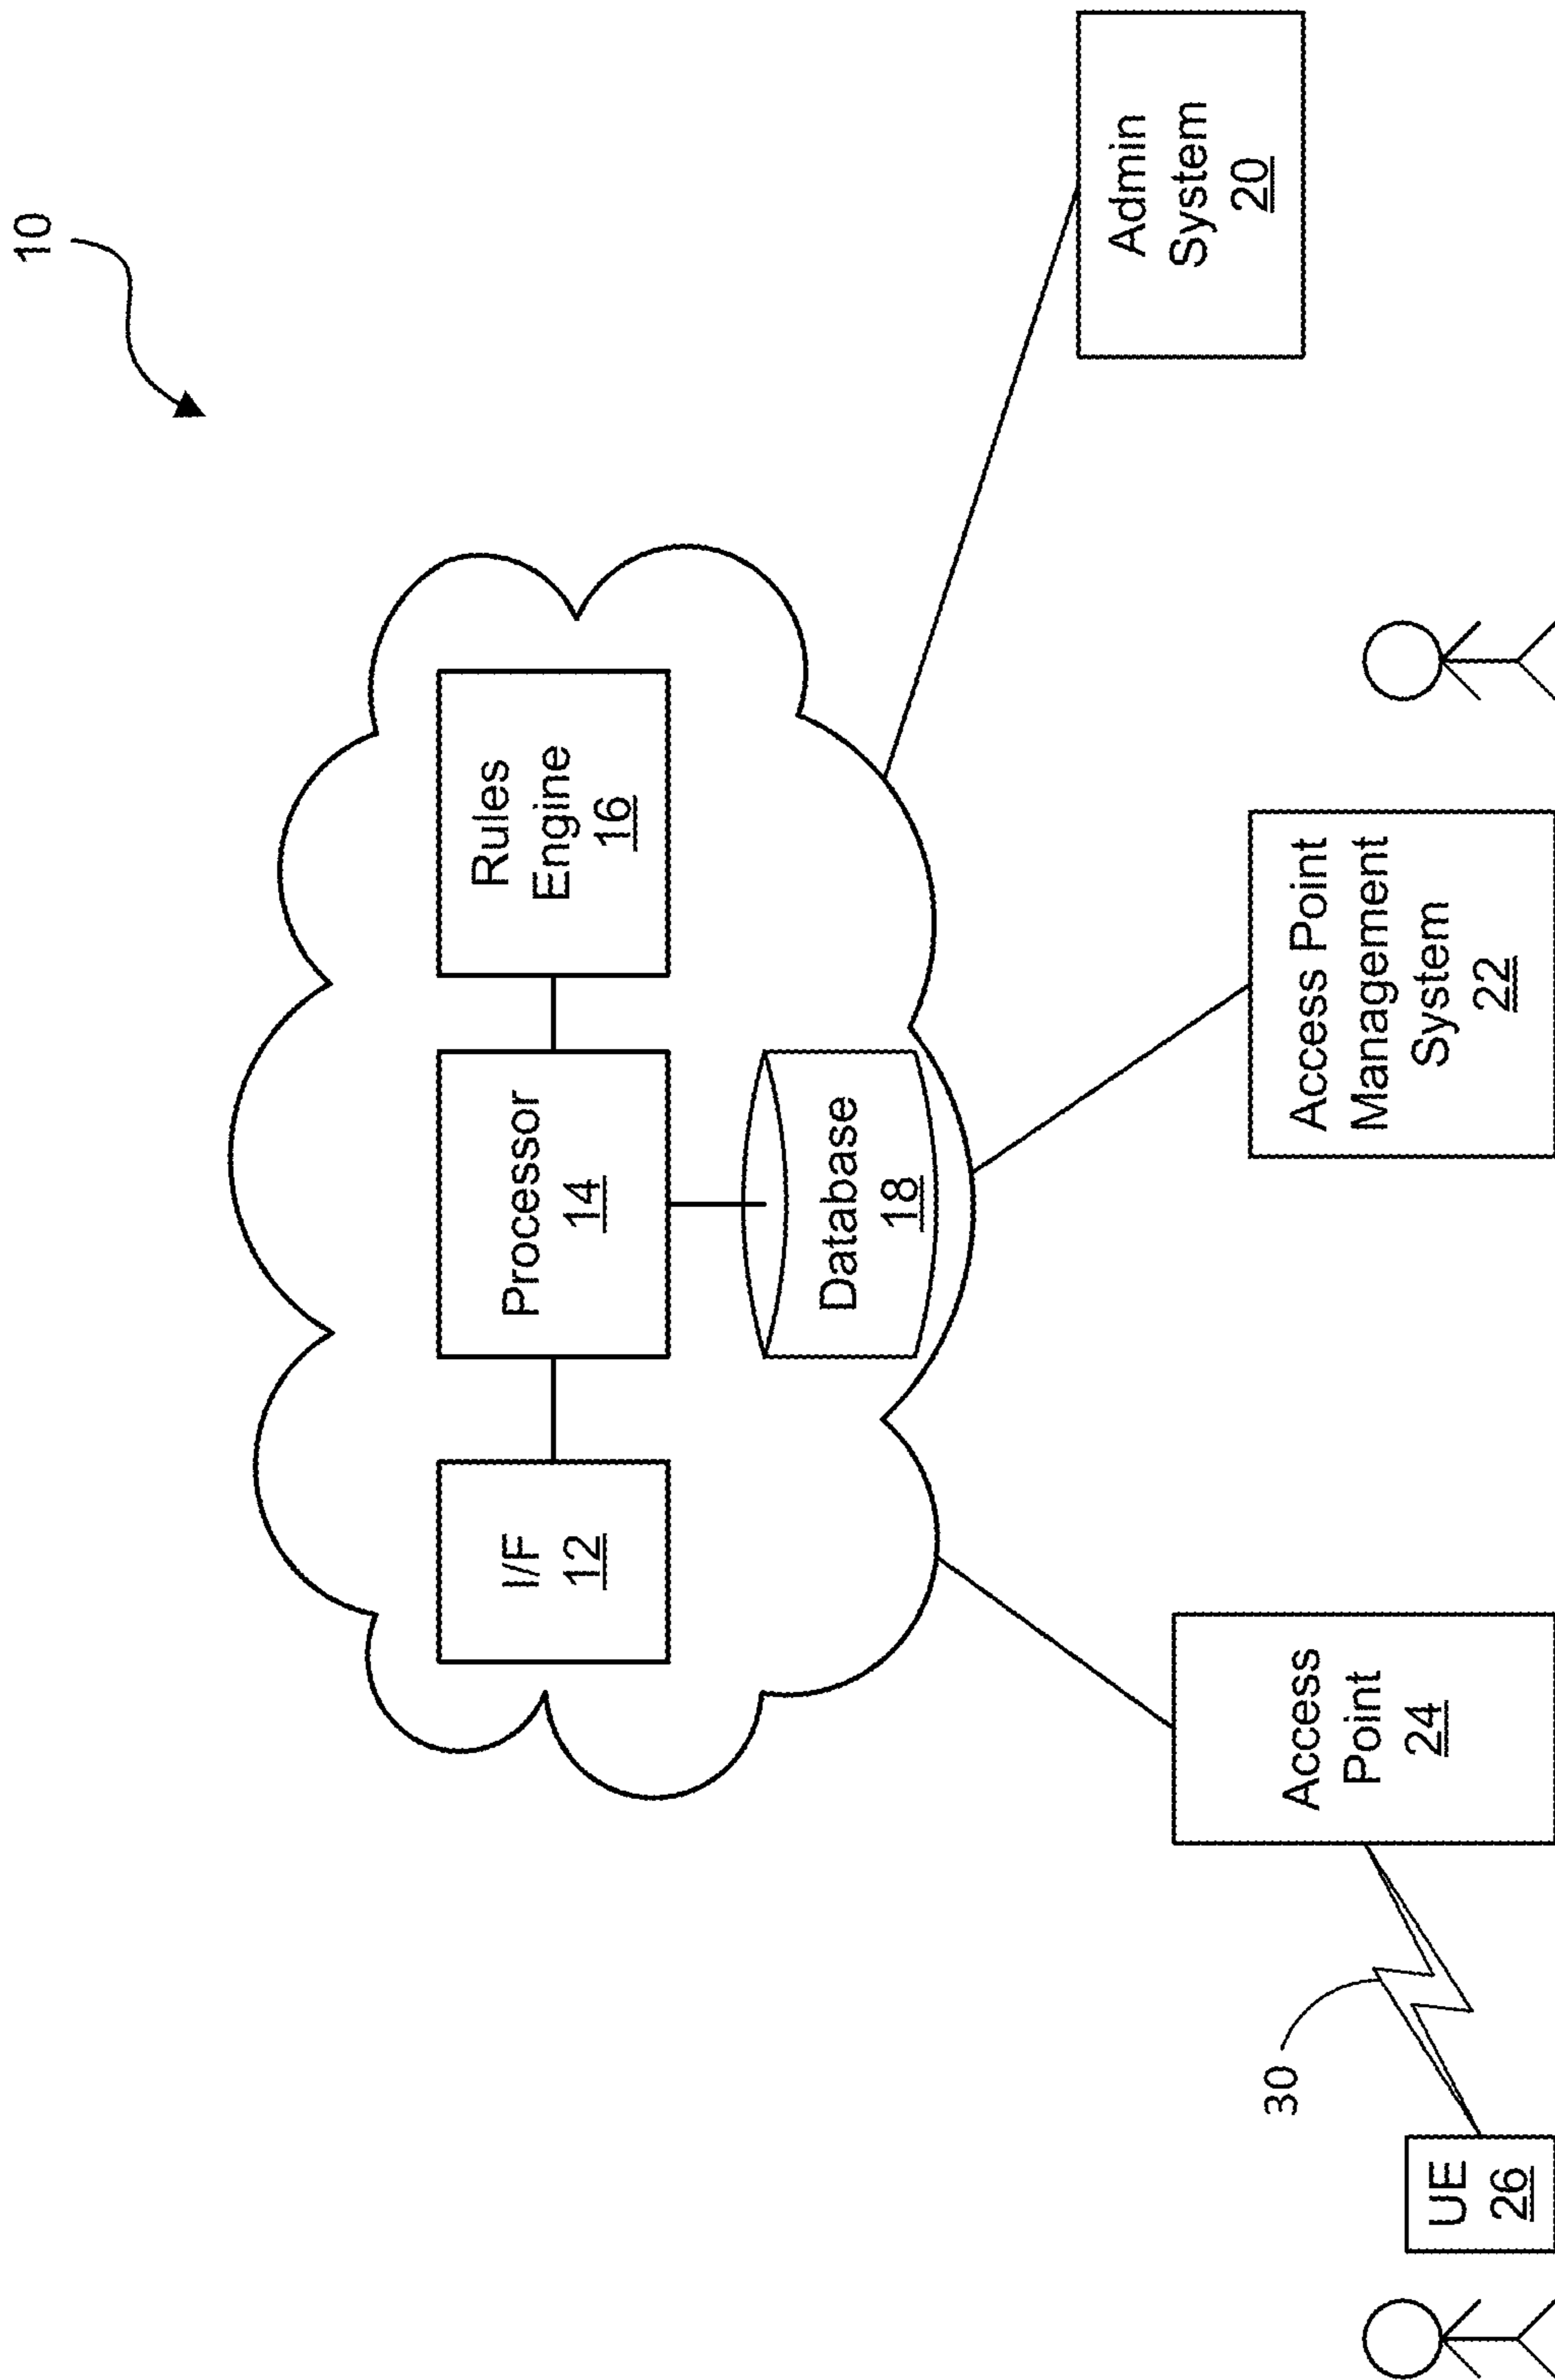 10
I/F
12
Processor
14
Rules
Engine
16
Database
18
Admin
System
20
Access Point
Management
System
22
Access
Point
24
30
UE
26